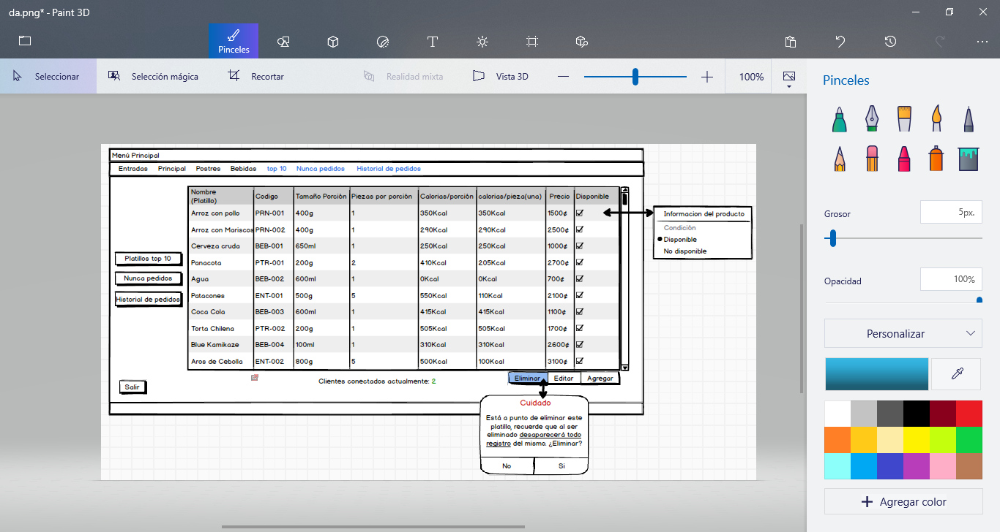 da.png* - Paint 3D
Pinceles
Seleccionar
Selección mágica
Recortar
Realidad mixta
Vista 3D
100%
Pinceles
Grosor
5px.
Opacidad
100%
Personalizar
Agregar color
Menú Principal
Entradas Principal Postres Bebidas top 10 Nunca pedidos Historial de pedidos
Nombre (Platillo) Codigo Tamaño Porción Piezas por porción Calorias/porción calorias/pieza(una) Precio Disponible
Arroz con pollo PRN-001 400g 1 350Kcal 350Kcal 1500¢
Arroz con Mariscos PRN-002 400g 1 290Kcal 290Kcal 2500¢
Cerveza cruda BEB-001 650ml 1 250Kcal 250Kcal 1000¢
Panacota PTR-001 200g 2 410Kcal 205Kcal 2700¢
Agua BEB-002 600ml 1 0Kcal 0Kcal 700¢
Patacones ENT-001 500g 5 550Kcal 110Kcal 2100¢
Coca Cola BEB-003 600ml 1 415Kcal 415Kcal 1100¢
Torta Chilena PTR-002 200g 1 505Kcal 505Kcal 1700¢
Blue Kamikaze BEB-004 100ml 1 310Kcal 310Kcal 2600¢
Aros de Cebolla ENT-002 800g 5 500Kcal 100Kcal 3100¢
Platillos top 10
Nunca pedidos
Historial de pedidos
Salir
Clientes conectados actualmente: 2
Eliminar Editar Agregar
Informacion del producto
Condición
Disponible
No disponible
Cuidado
Está a punto de eliminar este
platillo, recuerde que al ser
eliminado desaparecerá todo
registro del mismo. ¿Eliminar?
No Si